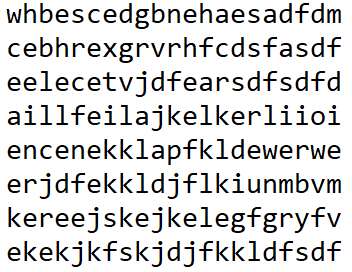 whbescedgbnehaesadfdm
cebhrexgrvrhfcdsfasdf
eelecetvjdfearsdfsdfd
aillfeilajkelkerliioi
encenekklapfkldewerwe
erjdfekkldjflkiunmbvm
kereejskejkelegfgryfv
ekekjkfskjdjfkkldfsdf